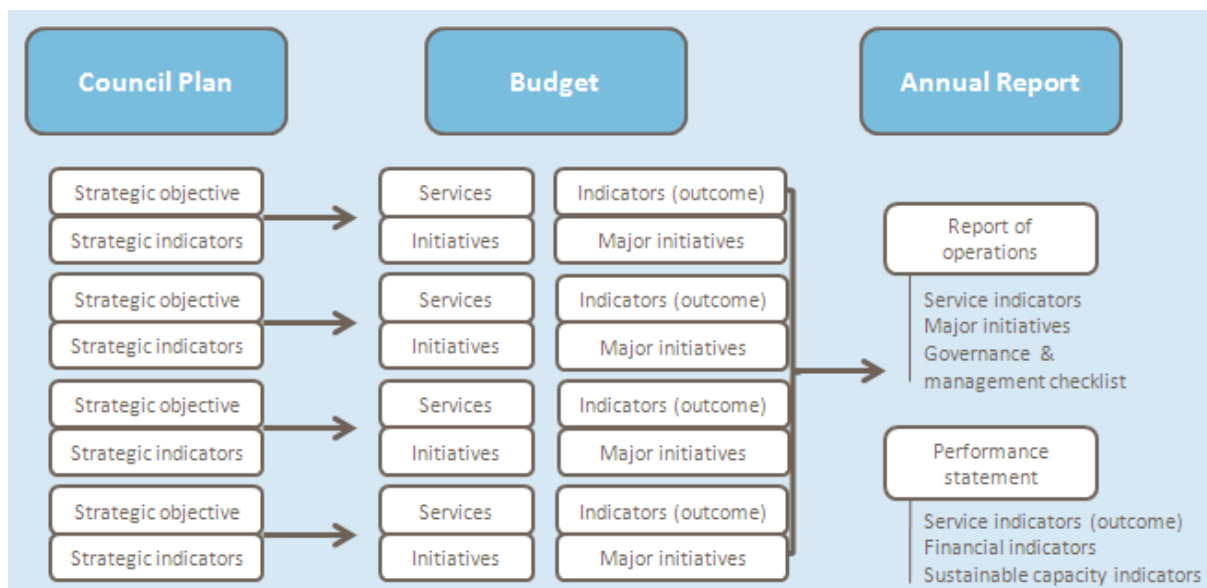 Council Plan
Budget
Annual Report
Strategic objective
Strategic indicators
Strategic objective
Strategic indicators
Strategic objective
Strategic indicators
Strategic objective
Strategic indicators
Services
Initiatives
Services
Initiatives
Services
Initiatives
Services
Initiatives
Indicators (outcome)
Major initiatives
Indicators (outcome)
Major initiatives
Indicators (outcome)
Major initiatives
Indicators (outcome)
Major initiatives
Report of
operations
Service indicators
Major initiatives
Governance &
management checklist
Performance
statement
Service indicators (outcome)
Financial indicators
Sustainable capacity indicators